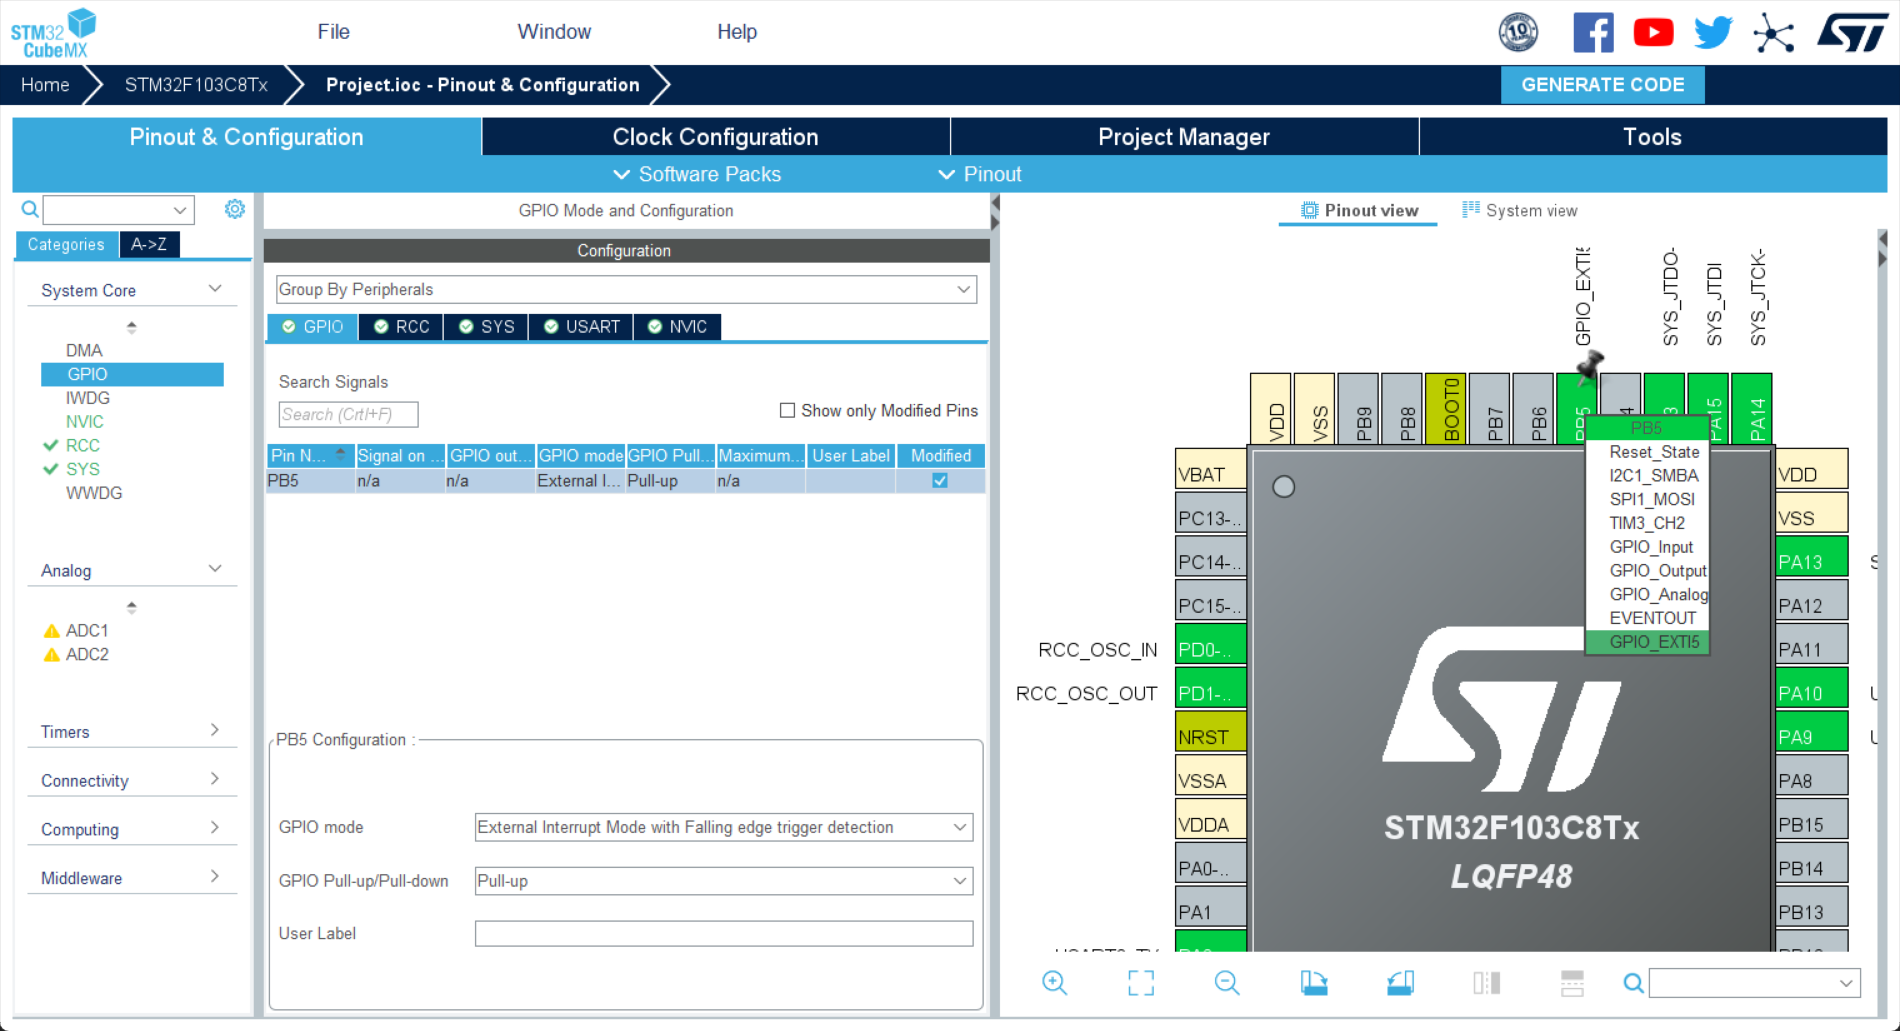 STM32
CubeMX
File
Window
Help
10
Home
STM32F103C8Tx
Project.ioc - Pinout & Configuration
GENERATE CODE
Pinout & Configuration
Clock Configuration
Project Manager
Tools
Software Packs
Pinout
Categories
A->Z
System Core
DMA
GPIO
IWDG
NVIC
RCC
SYS
WWDG
Analog
ADC1
ADC2
Timers
Connectivity
Computing
Middleware
GPIO Mode and Configuration
Configuration
Group By Peripherals
GPIO
RCC
SYS
USART
NVIC
Search Signals
Search (Crtl+F)
Show only Modified Pins
Pin N...
Signal on ...
GPIO out...
GPIO mode
GPIO Pull...
Maximum...
User Label
Modified
PB5
n/a
n/a
External I...
Pull-up
n/a
PB5 Configuration :
GPIO mode
External Interrupt Mode with Falling edge trigger detection
GPIO Pull-up/Pull-down
Pull-up
User Label
Pinout view
System view
GPIO_EXTI5
SYS_JTDO-
SYS_JTDI
SYS_JTCK-
VDD
VSS
PB9
PB8
BOOT0
PB7
PB6
PB5
4
3
PA15
PA14
PB5
Reset_State
I2C1_SMBA
SPI1_MOSI
TIM3_CH2
GPIO_Input
GPIO_Output
GPIO_Analog
EVENTOUT
GPIO_EXTI5
VBAT
PC13-..
PC14-..
PC15-..
RCC_OSC_IN
PD0-..
RCC_OSC_OUT
PD1-..
NRST
VSSA
VDDA
PA0-..
PA1
VDD
VSS
PA13
S
PA12
PA11
PA10
PA9
PA8
PB15
PB14
PB13
STM32F103C8Tx
LQFP48